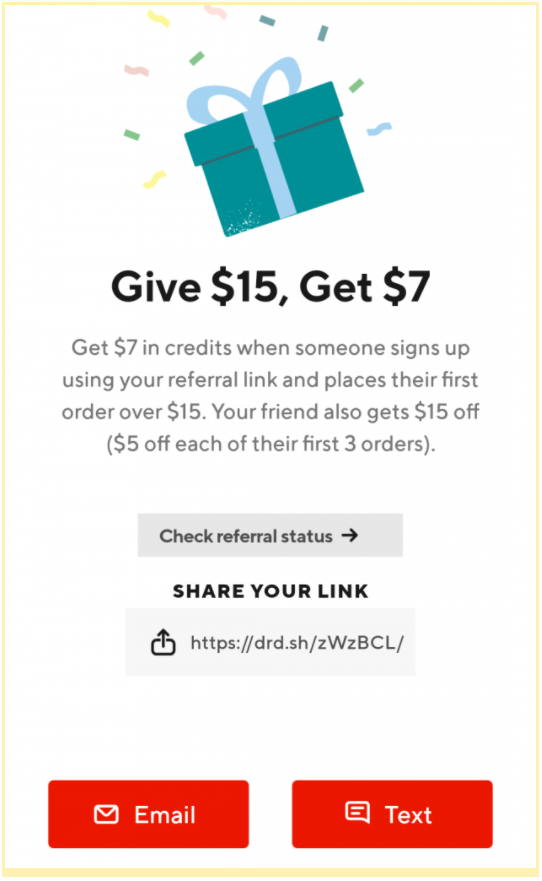 Give $15, Get $7
Get $7 in credits when someone signs up
using your referral link and places their first
order over $15. Your friend also gets $15 off
($5 off each of their first 3 orders).
Check referral status →
SHARE YOUR LINK
https://drd.sh/zWzBCL/
Email
Text